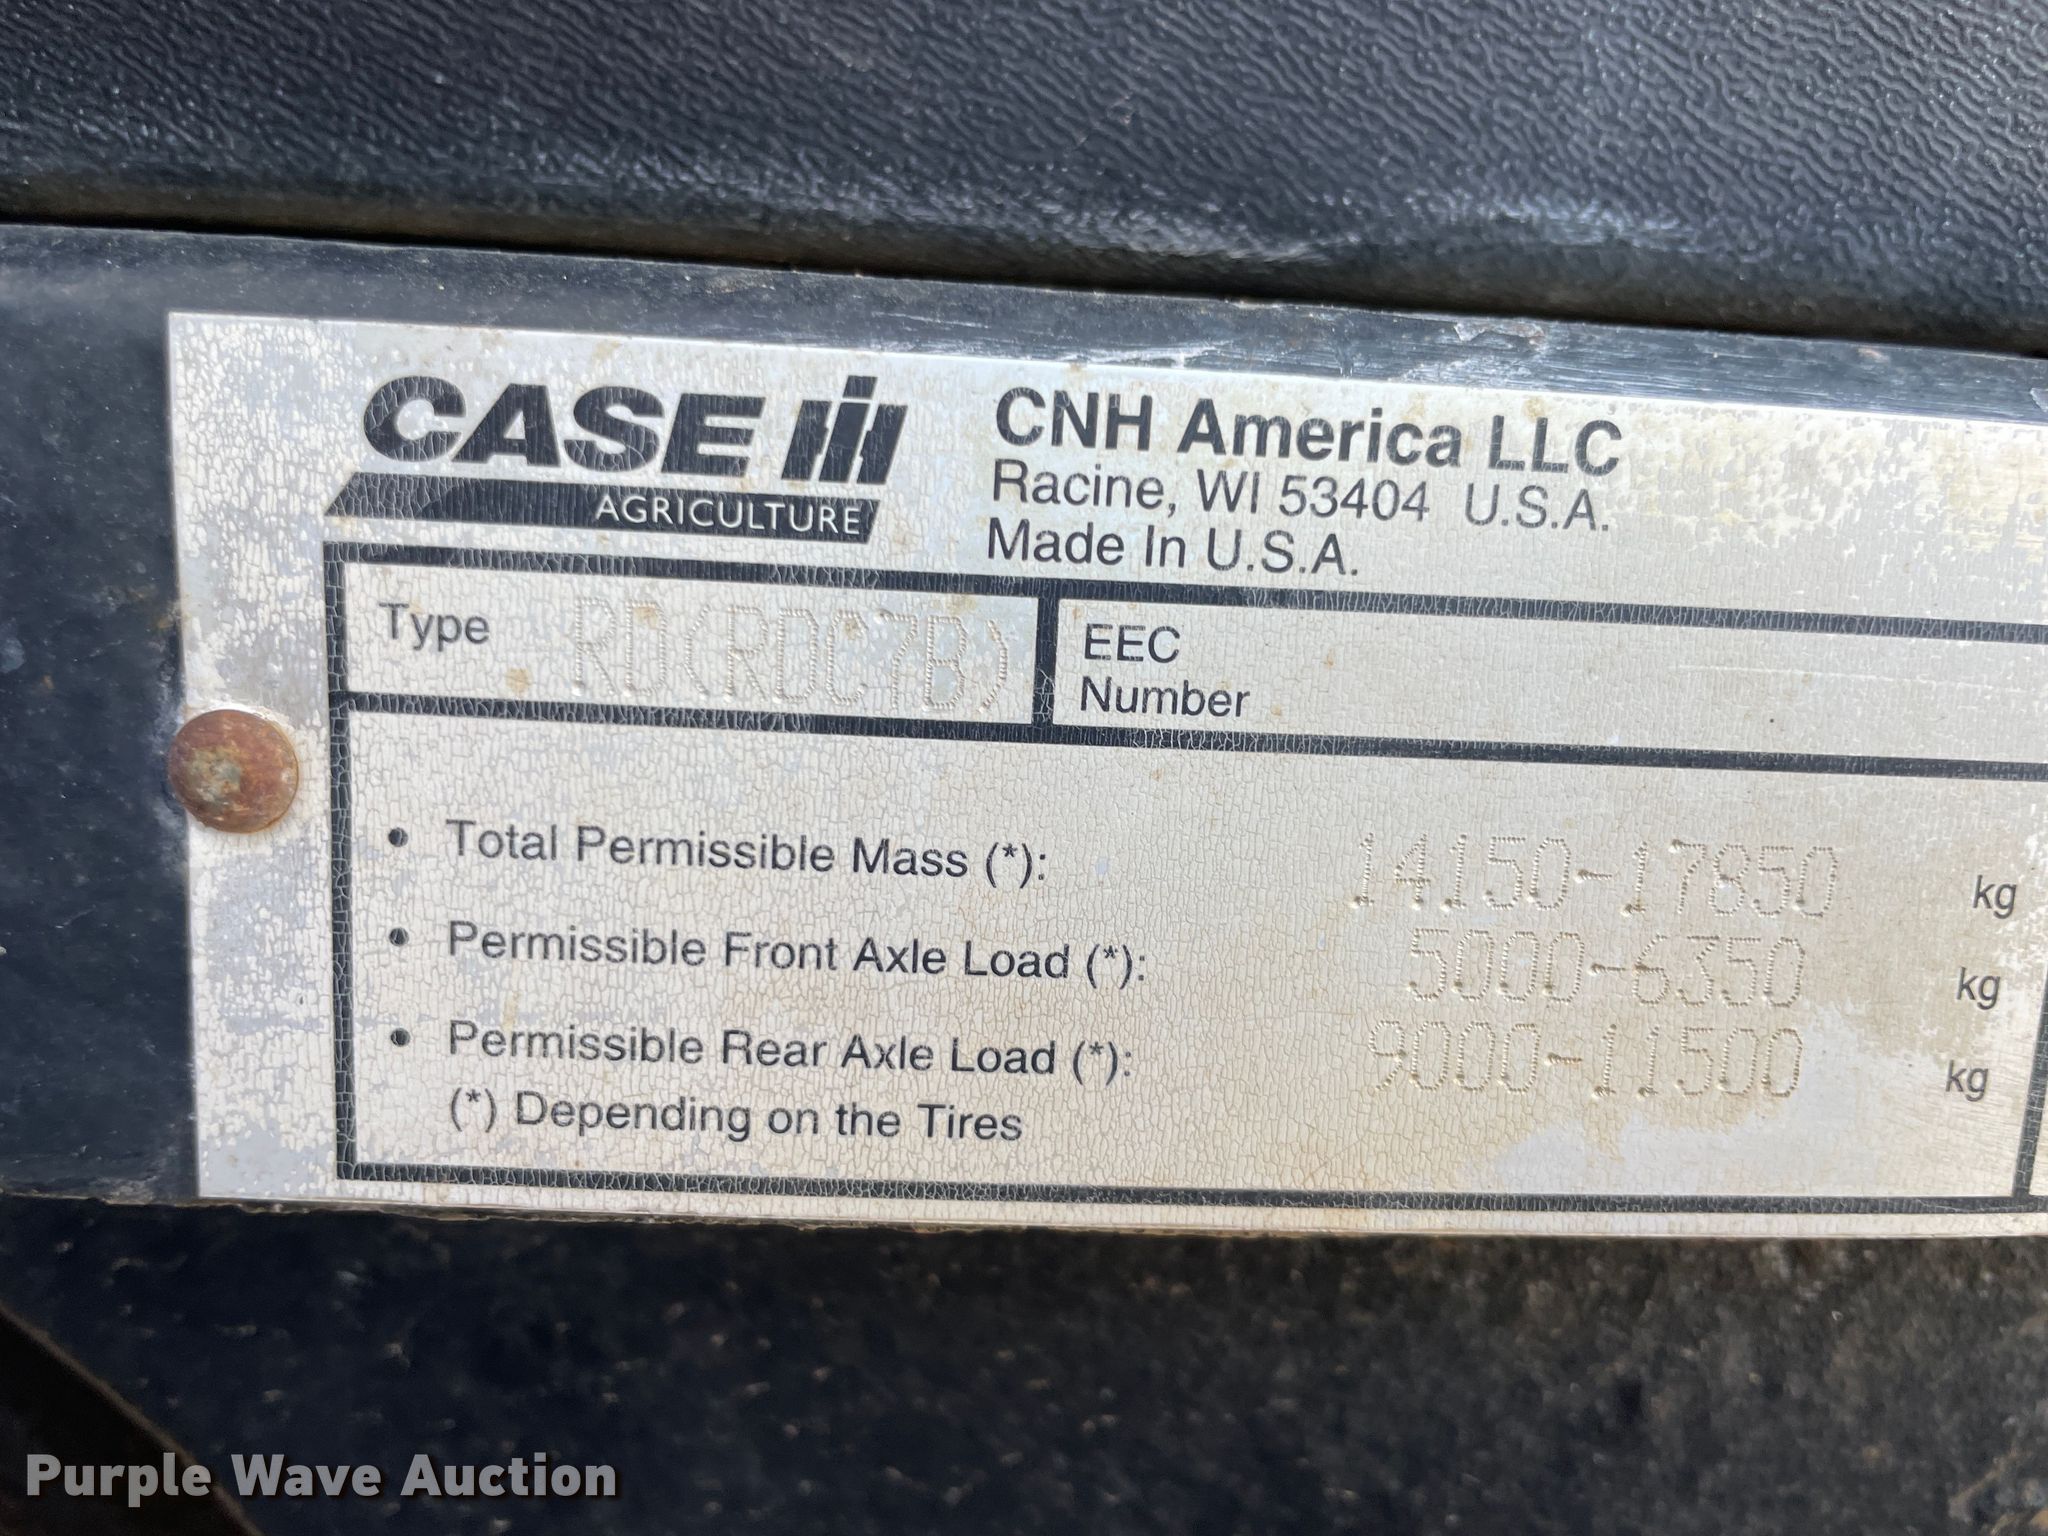 CASE IH
AGRICULTURE
CNH America LLC
Racine, WI 53404 U.S.A.
Made In U.S.A.
Type RD(RDC7B)
EEC
Number
• Total Permissible Mass (*): 14150-17850 kg
• Permissible Front Axle Load (*): 5000-6350 kg
• Permissible Rear Axle Load (*): 9000-11500 kg
(*) Depending on the Tires
Purple Wave Auction